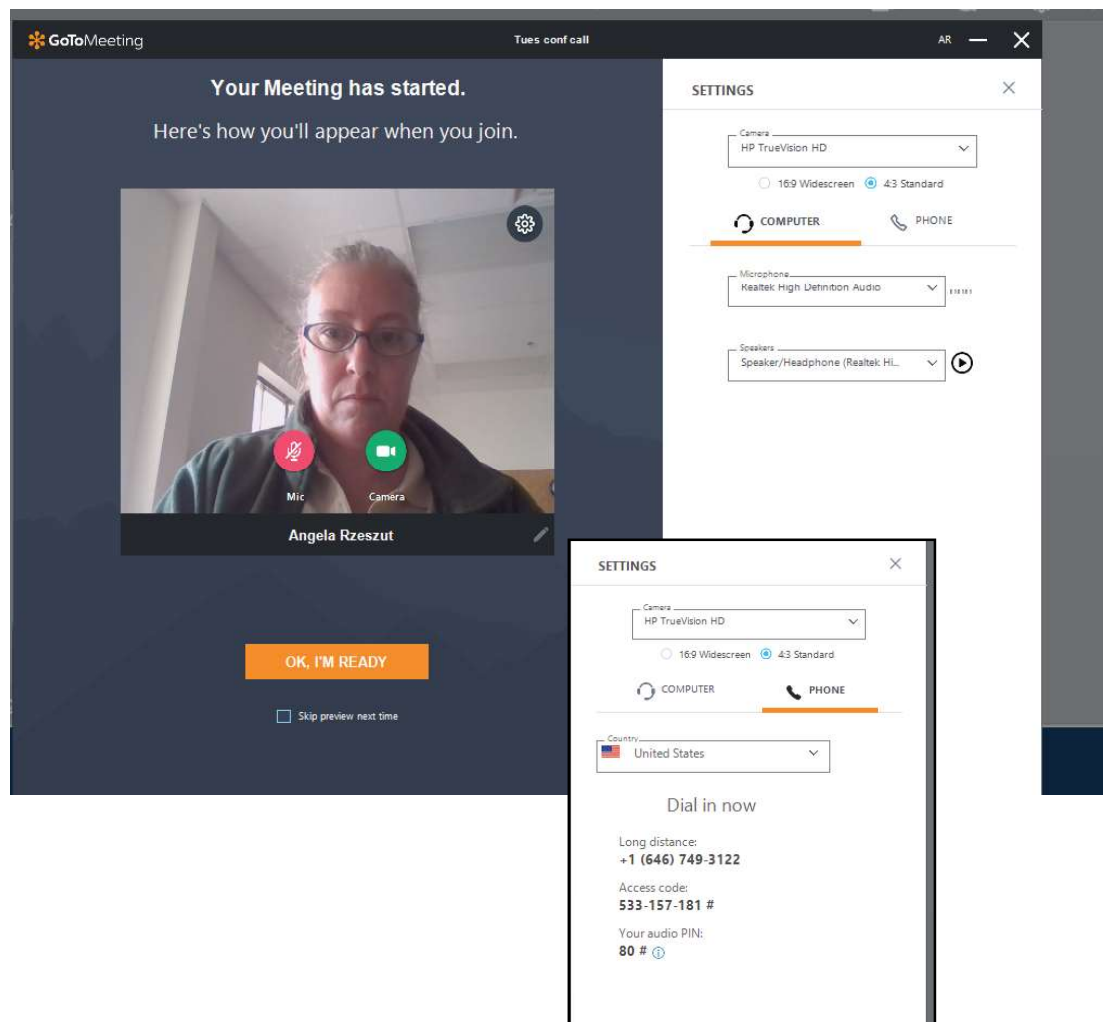 GoToMeeting
Tues conf call
AR
Your Meeting has started.
Here's how you'll appear when you join.
Mic
Camera
Angela Rzeszut
OK, I'M READY
Skip preview next time
SETTINGS
Camera
HP TrueVision HD
16:9 Widescreen 4:3 Standard
COMPUTER PHONE
Microphone
Realtek High Definition Audio
Speakers
Speaker/Headphone (Realtek Hi...
SETTINGS
Camera
HP TrueVision HD
16:9 Widescreen 4:3 Standard
COMPUTER PHONE
Country
United States
Dial in now
Long distance:
+1 (646) 749-3122
Access code:
533-157-181 #
Your audio PIN:
80 #